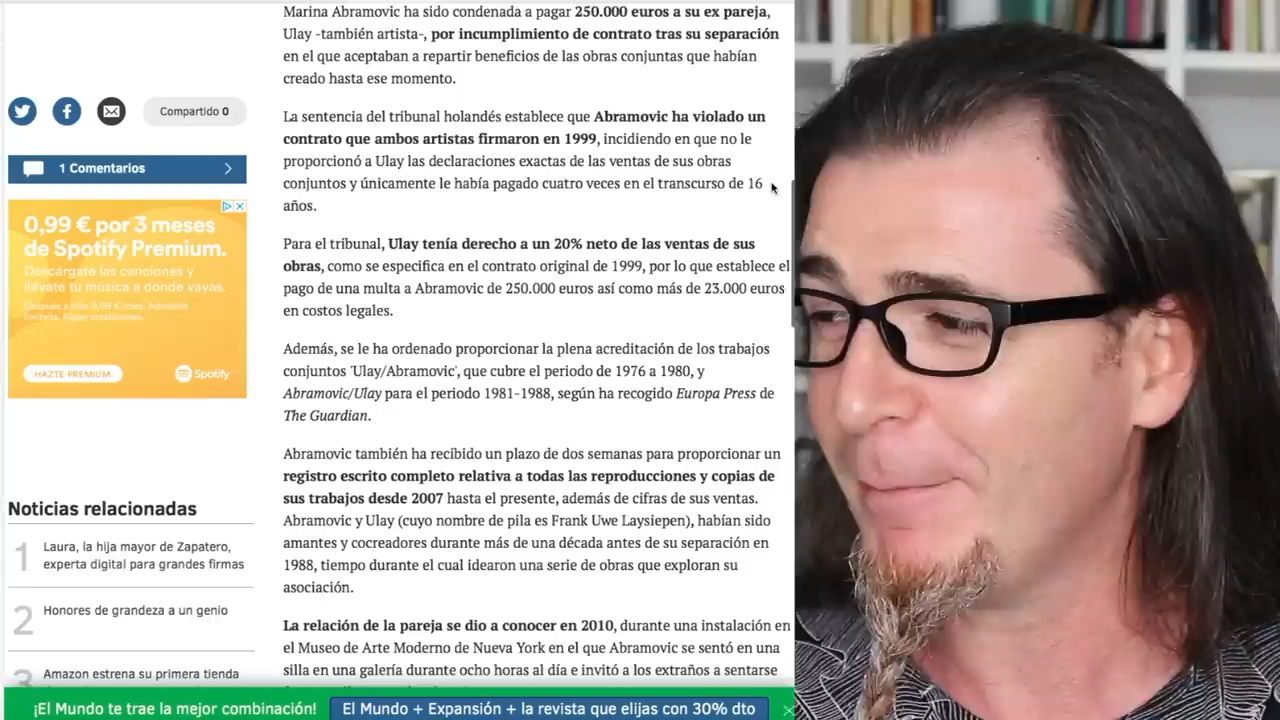 Marina Abramovic ha sido condenada a pagar 250.000 euros a su ex pareja,
Ulay -también artista-, por incumplimiento de contrato tras su separación
en el que aceptaban a repartir beneficios de las obras conjuntas que habían
creado hasta ese momento.
Compartido 0
1 Comentarios
La sentencia del tribunal holandés establece que Abramovic ha violado un
contrato que ambos artistas firmaron en 1999, incidiendo en que no le
proporcionó a Ulay las declaraciones exactas de las ventas de sus obras
conjuntos y únicamente le había pagado cuatro veces en el transcurso de 16
años.
0,99 € por 3 meses
de Spotify Premium.
Descárgate las canciones y
llévate tu música a donde vayas.
Después a solo 9,99 €/mes. Adhesión
limitada. Rigen condiciones.
HAZTE PREMIUM
Spotify
Para el tribunal, Ulay tenía derecho a un 20% neto de las ventas de sus
obras, como se especifica en el contrato original de 1999, por lo que establece el
pago de una multa a Abramovic de 250.000 euros así como más de 23.000 euros
en costos legales.
Además, se le ha ordenado proporcionar la plena acreditación de los trabajos
conjuntos 'Ulay/Abramovic', que cubre el periodo de 1976 a 1980, y
Abramovic/Ulay para el periodo 1981-1988, según ha recogido Europa Press de
The Guardian.
Abramovic también ha recibido un plazo de dos semanas para proporcionar un
registro escrito completo relativa a todas las reproducciones y copias de
sus trabajos desde 2007 hasta el presente, además de cifras de sus ventas.
Abramovic y Ulay (cuyo nombre de pila es Frank Uwe Laysiepen), habían sido
amantes y cocreadores durante más de una década antes de su separación en
1988, tiempo durante el cual idearon una serie de obras que exploran su
asociación.
La relación de la pareja se dio a conocer en 2010, durante una instalación en
el Museo de Arte Moderno de Nueva York en el que Abramovic se sentó en una
silla en una galería durante ocho horas al día e invitó a los extraños a sentarse
Noticias relacionadas
1 Laura, la hija mayor de Zapatero,
experta digital para grandes firmas
2 Honores de grandeza a un genio
3 Amazon estrena su primera tienda
¡El Mundo te trae la mejor combinación!
El Mundo + Expansión + la revista que elijas con 30% dto